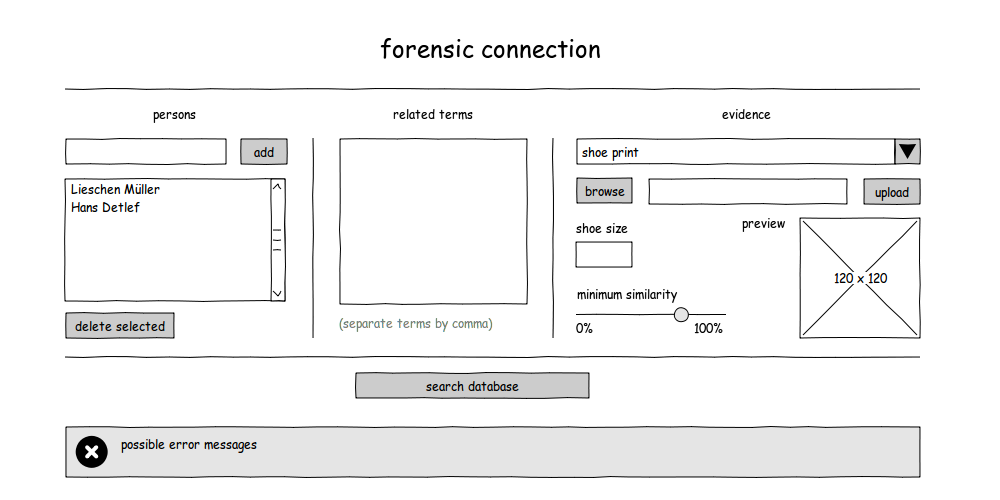 forensic connection
persons
add
Lieschen Müller
Hans Detlef
delete selected
related terms
(separate terms by comma)
evidence
shoe print
browse
upload
shoe size
preview
120 x 120
minimum similarity
0%
100%
search database
possible error messages